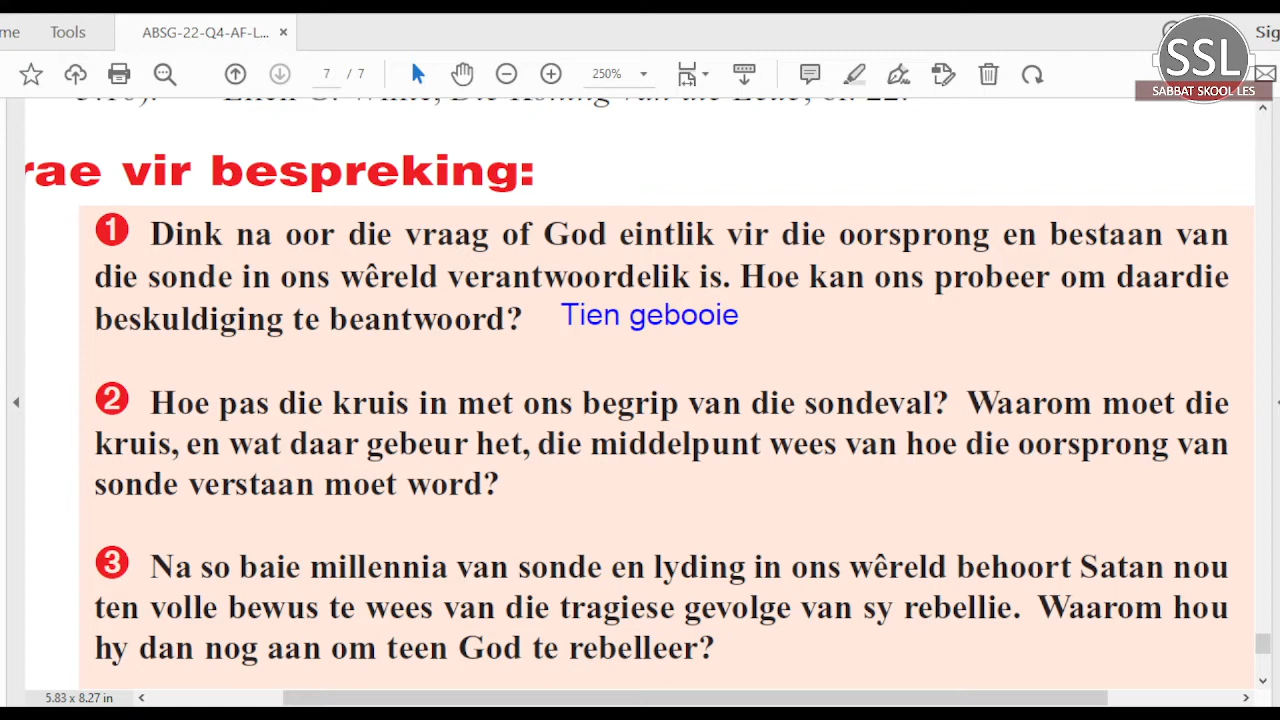 me Tools ABSG-22-Q4-AF-L... × Sig
7 / 7 250%
SSL
SABBAT SKOOL LES
rae vir bespreking:
1 Dink na oor die vraag of God eintlik vir die oorsprong en bestaan van
die sonde in ons wêreld verantwoordelik is. Hoe kan ons probeer om daardie
beskuldiging te beantwoord? Tien gebooie
2 Hoe pas die kruis in met ons begrip van die sondeval? Waarom moet die
kruis, en wat daar gebeur het, die middelpunt wees van hoe die oorsprong van
sonde verstaan moet word?
3 Na so baie millennia van sonde en lyding in ons wêreld behoort Satan nou
ten volle bewus te wees van die tragiese gevolge van sy rebellie. Waarom hou
hy dan nog aan om teen God te rebelleer?
5.83 x 8.27 in